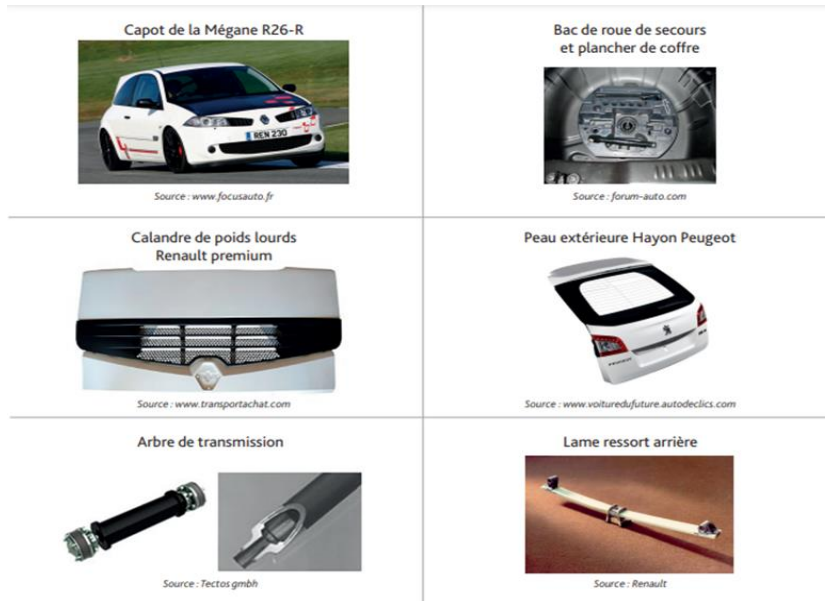 Capot de la Mégane R26-R
REN 230
Source : www.focusauto.fr
Bac de roue de secours
et plancher de coffre
Source : forum-auto.com
Calandre de poids lourds
Renault premium
Source : www.transportachat.com
Peau extérieure Hayon Peugeot
PEUGEOT
Source : www.voituredufuture.autodeclics.com
Arbre de transmission
Source : Tectos gmbh
Lame ressort arrière
Source : Renault